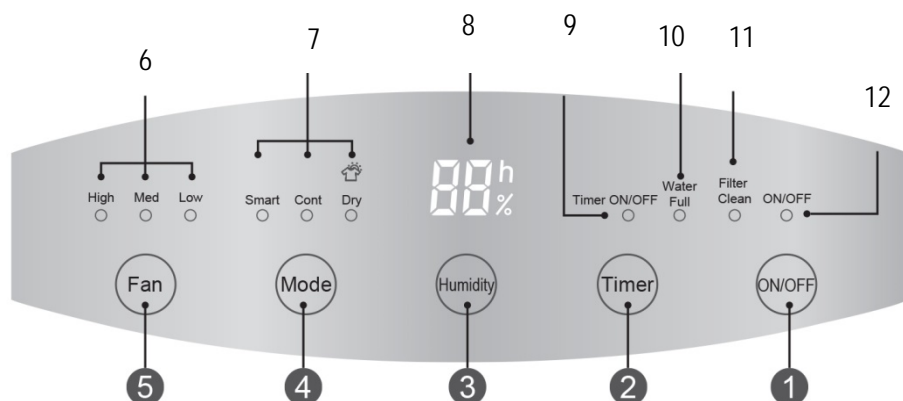 6
7
8
9
10
11
12
High
Med
Low
Smart
Cont
Dry
88 h
%
Timer ON/OFF
Water
Full
Filter
Clean
ON/OFF
Fan
Mode
Humidity
Timer
ON/OFF
5
4
3
2
1